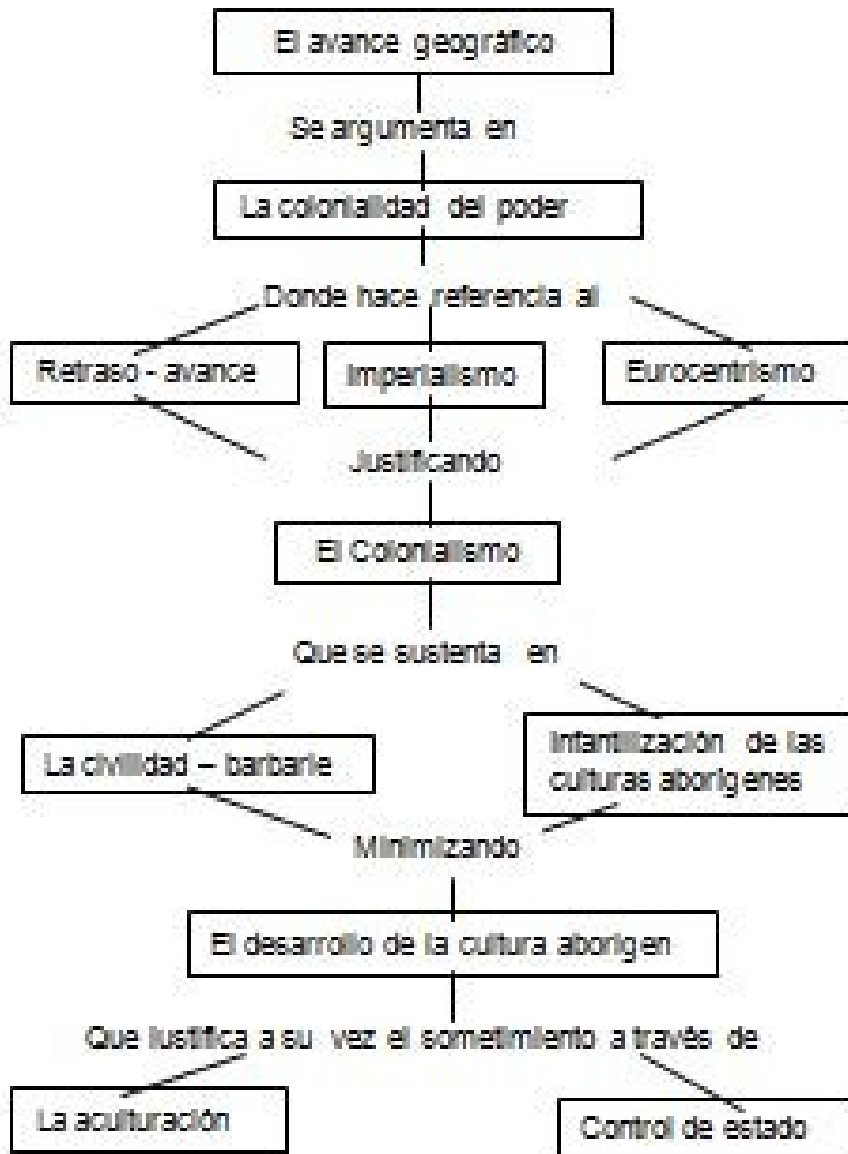 El avance geográfico
Se argumenta en
La colonialidad del poder
Donde hace referencia al
Retraso - avance
Imperialismo
Eurocentrismo
Justificando
El Colonialismo
Que se sustenta en
La civilidad – barbarie
Infantilización de las
culturas aborígenes
Minimizando
El desarrollo de la cultura aborigen
Que justifica a su vez el sometimiento a través de
La aculturación
Control de estado